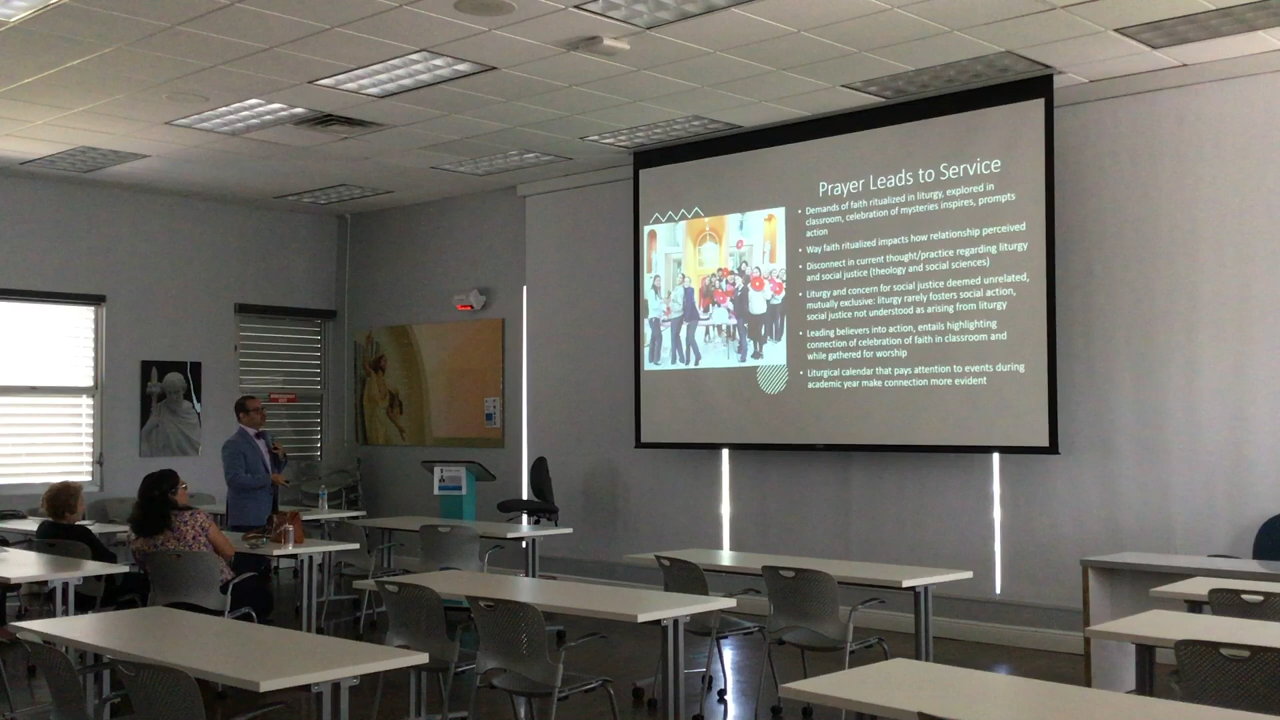 Prayer Leads to Service
• Demands of faith ritualized in liturgy, explored in
classroom, celebration of mysteries inspires, prompts
action
• Way faith ritualized impacts how relationship perceived
• Disconnect in current thought/practice regarding liturgy
and social justice (theology and social sciences)
• Liturgy and concern for social justice deemed unrelated,
mutually exclusive: liturgy rarely fosters social action,
social justice not understood as arising from liturgy
• Leading believers into action, entails highlighting
connection of celebration of faith in classroom and
while gathered for worship
• Liturgical calendar that pays attention to events during
academic year make connection more evident